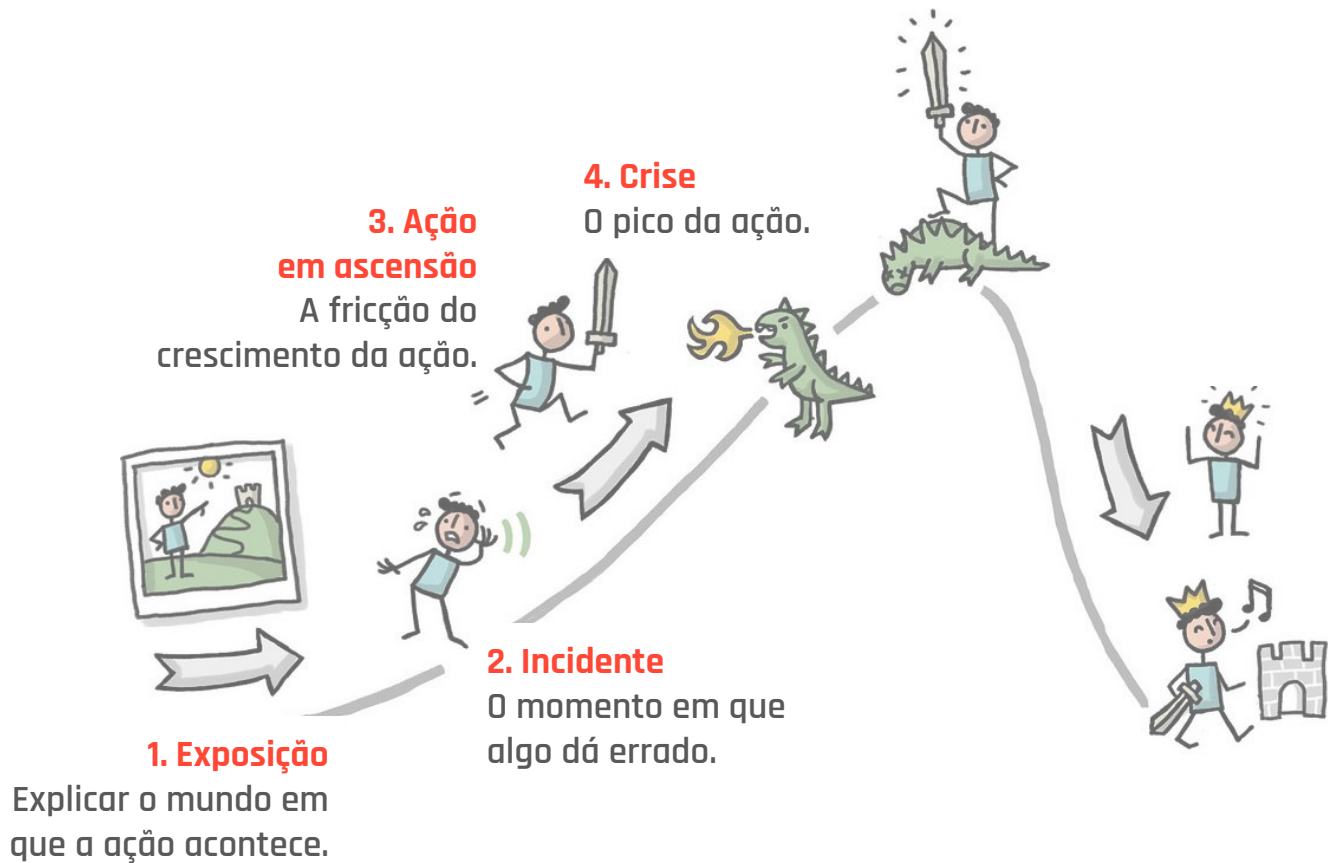 1. Exposição
Explicar o mundo em
que a ação acontece.
2. Incidente
O momento em que
algo dá errado.
3. Ação
em ascensão
A fricção do
crescimento da ação.
4. Crise
O pico da ação.